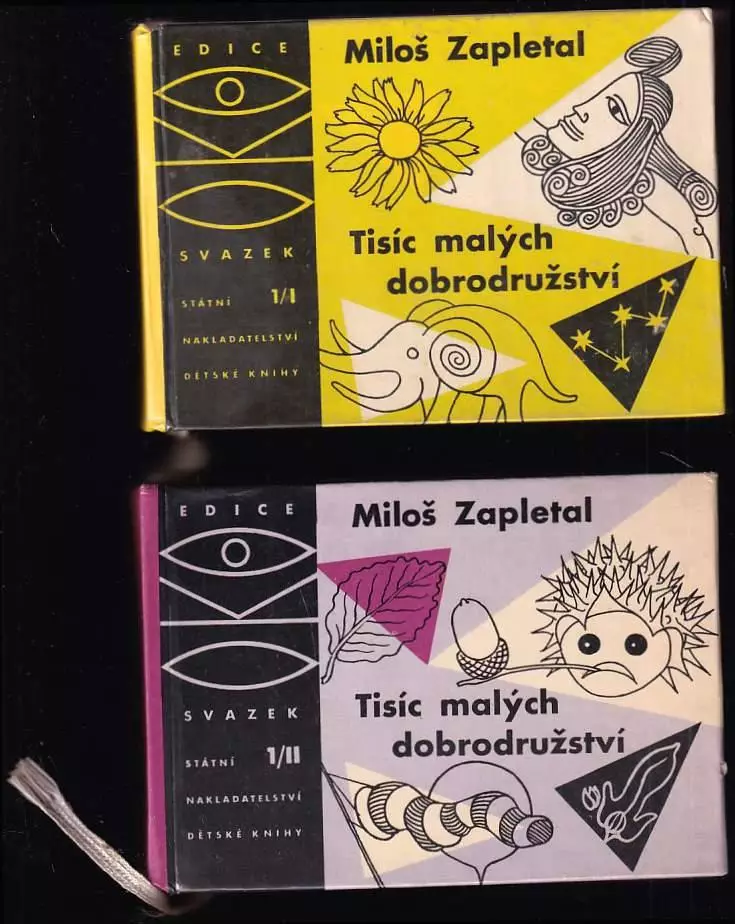 EDICE
SVAZEK
STÁTNÍ 1/I
NAKLADATELSTVÍ
DĚTSKÉ KNIHY
Miloš Zapletal
Tisíc malých
dobrodružství
EDICE
SVAZEK
STÁTNÍ 1/II
NAKLADATELSTVÍ
DĚTSKÉ KNIHY
Miloš Zapletal
Tisíc malých
dobrodružství